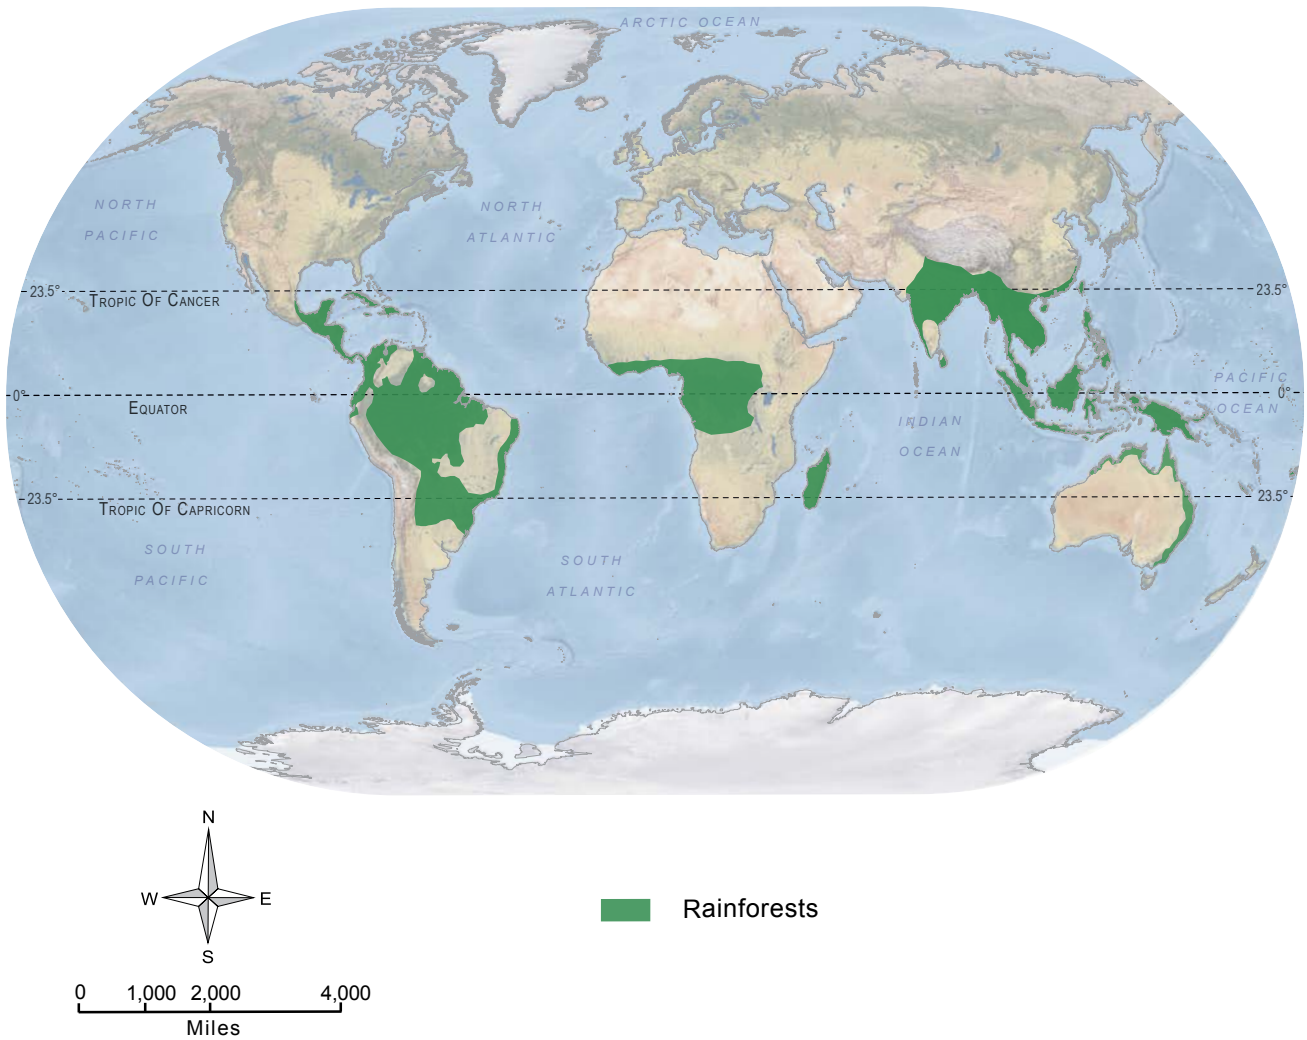 ARCTIC OCEAN
NORTH
PACIFIC
NORTH
ATLANTIC
23.5°
TROPIC OF CANCER
23.5°
PACIFIC
OCEAN
0°
EQUATOR
0°
INDIAN
OCEAN
23.5°
TROPIC OF CAPRICORN
23.5°
SOUTH
PACIFIC
SOUTH
ATLANTIC
N
W
E
S
Rainforests
0 1,000 2,000 4,000
Miles